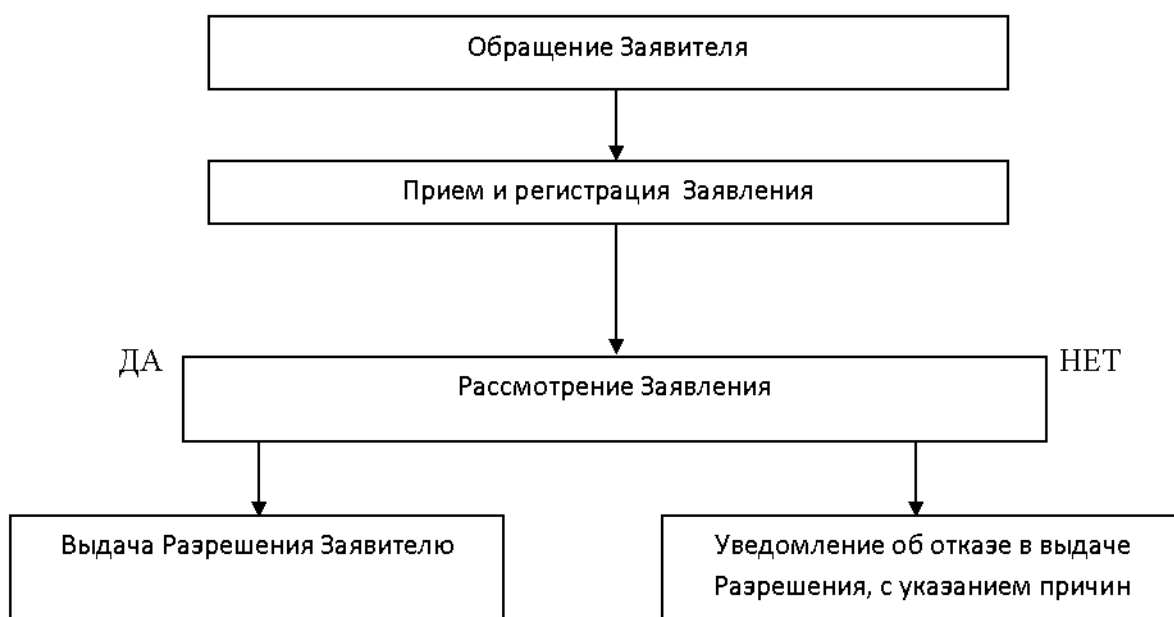 Обращение Заявителя
Прием и регистрация Заявления
ДА
НЕТ
Рассмотрение Заявления
Выдача Разрешения Заявителю
Уведомление об отказе в выдаче
Разрешения, с указанием причин